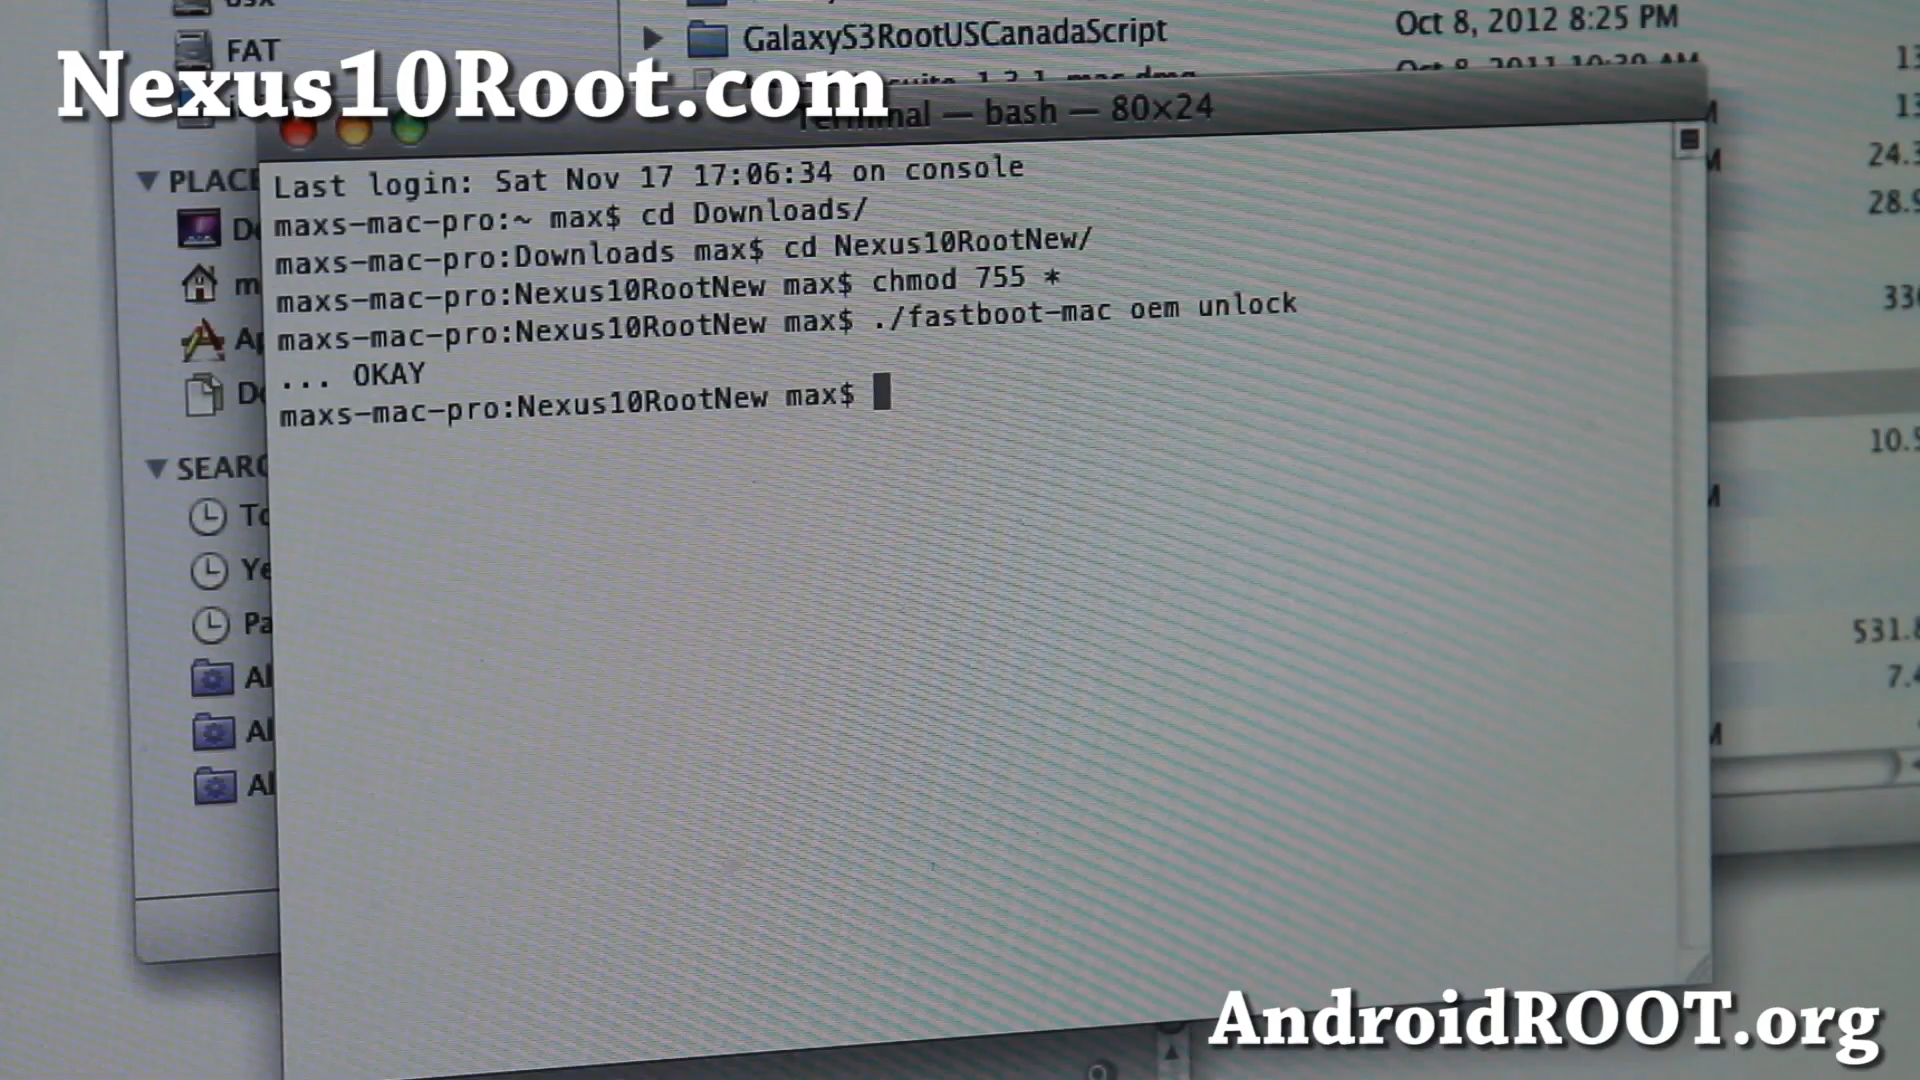 FAT
GalaxyS3RootUSCanadaScript
Oct 8, 2012 8:25 PM
Nexus10Root.com
Terminal — bash — 80×24
Last login: Sat Nov 17 17:06:34 on console
maxs-mac-pro:~ max$ cd Downloads/
maxs-mac-pro:Downloads max$ cd Nexus10RootNew/
maxs-mac-pro:Nexus10RootNew max$ chmod 755 *
maxs-mac-pro:Nexus10RootNew max$ ./fastboot-mac oem unlock
... OKAY
maxs-mac-pro:Nexus10RootNew max$
AndroidROOT.org